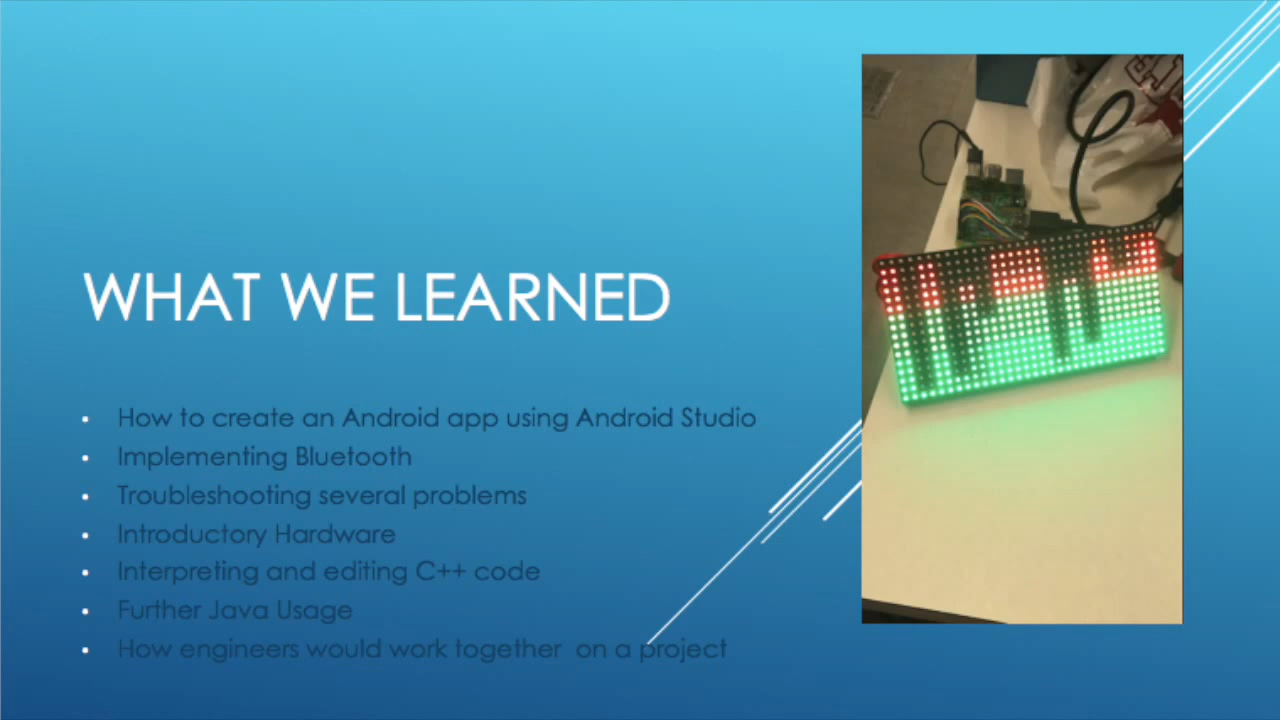 WHAT WE LEARNED
How to create an Android app using Android Studio
Implementing Bluetooth
Troubleshooting several problems
Introductory Hardware
Interpreting and editing C++ code
Further Java Usage
How engineers would work together on a project